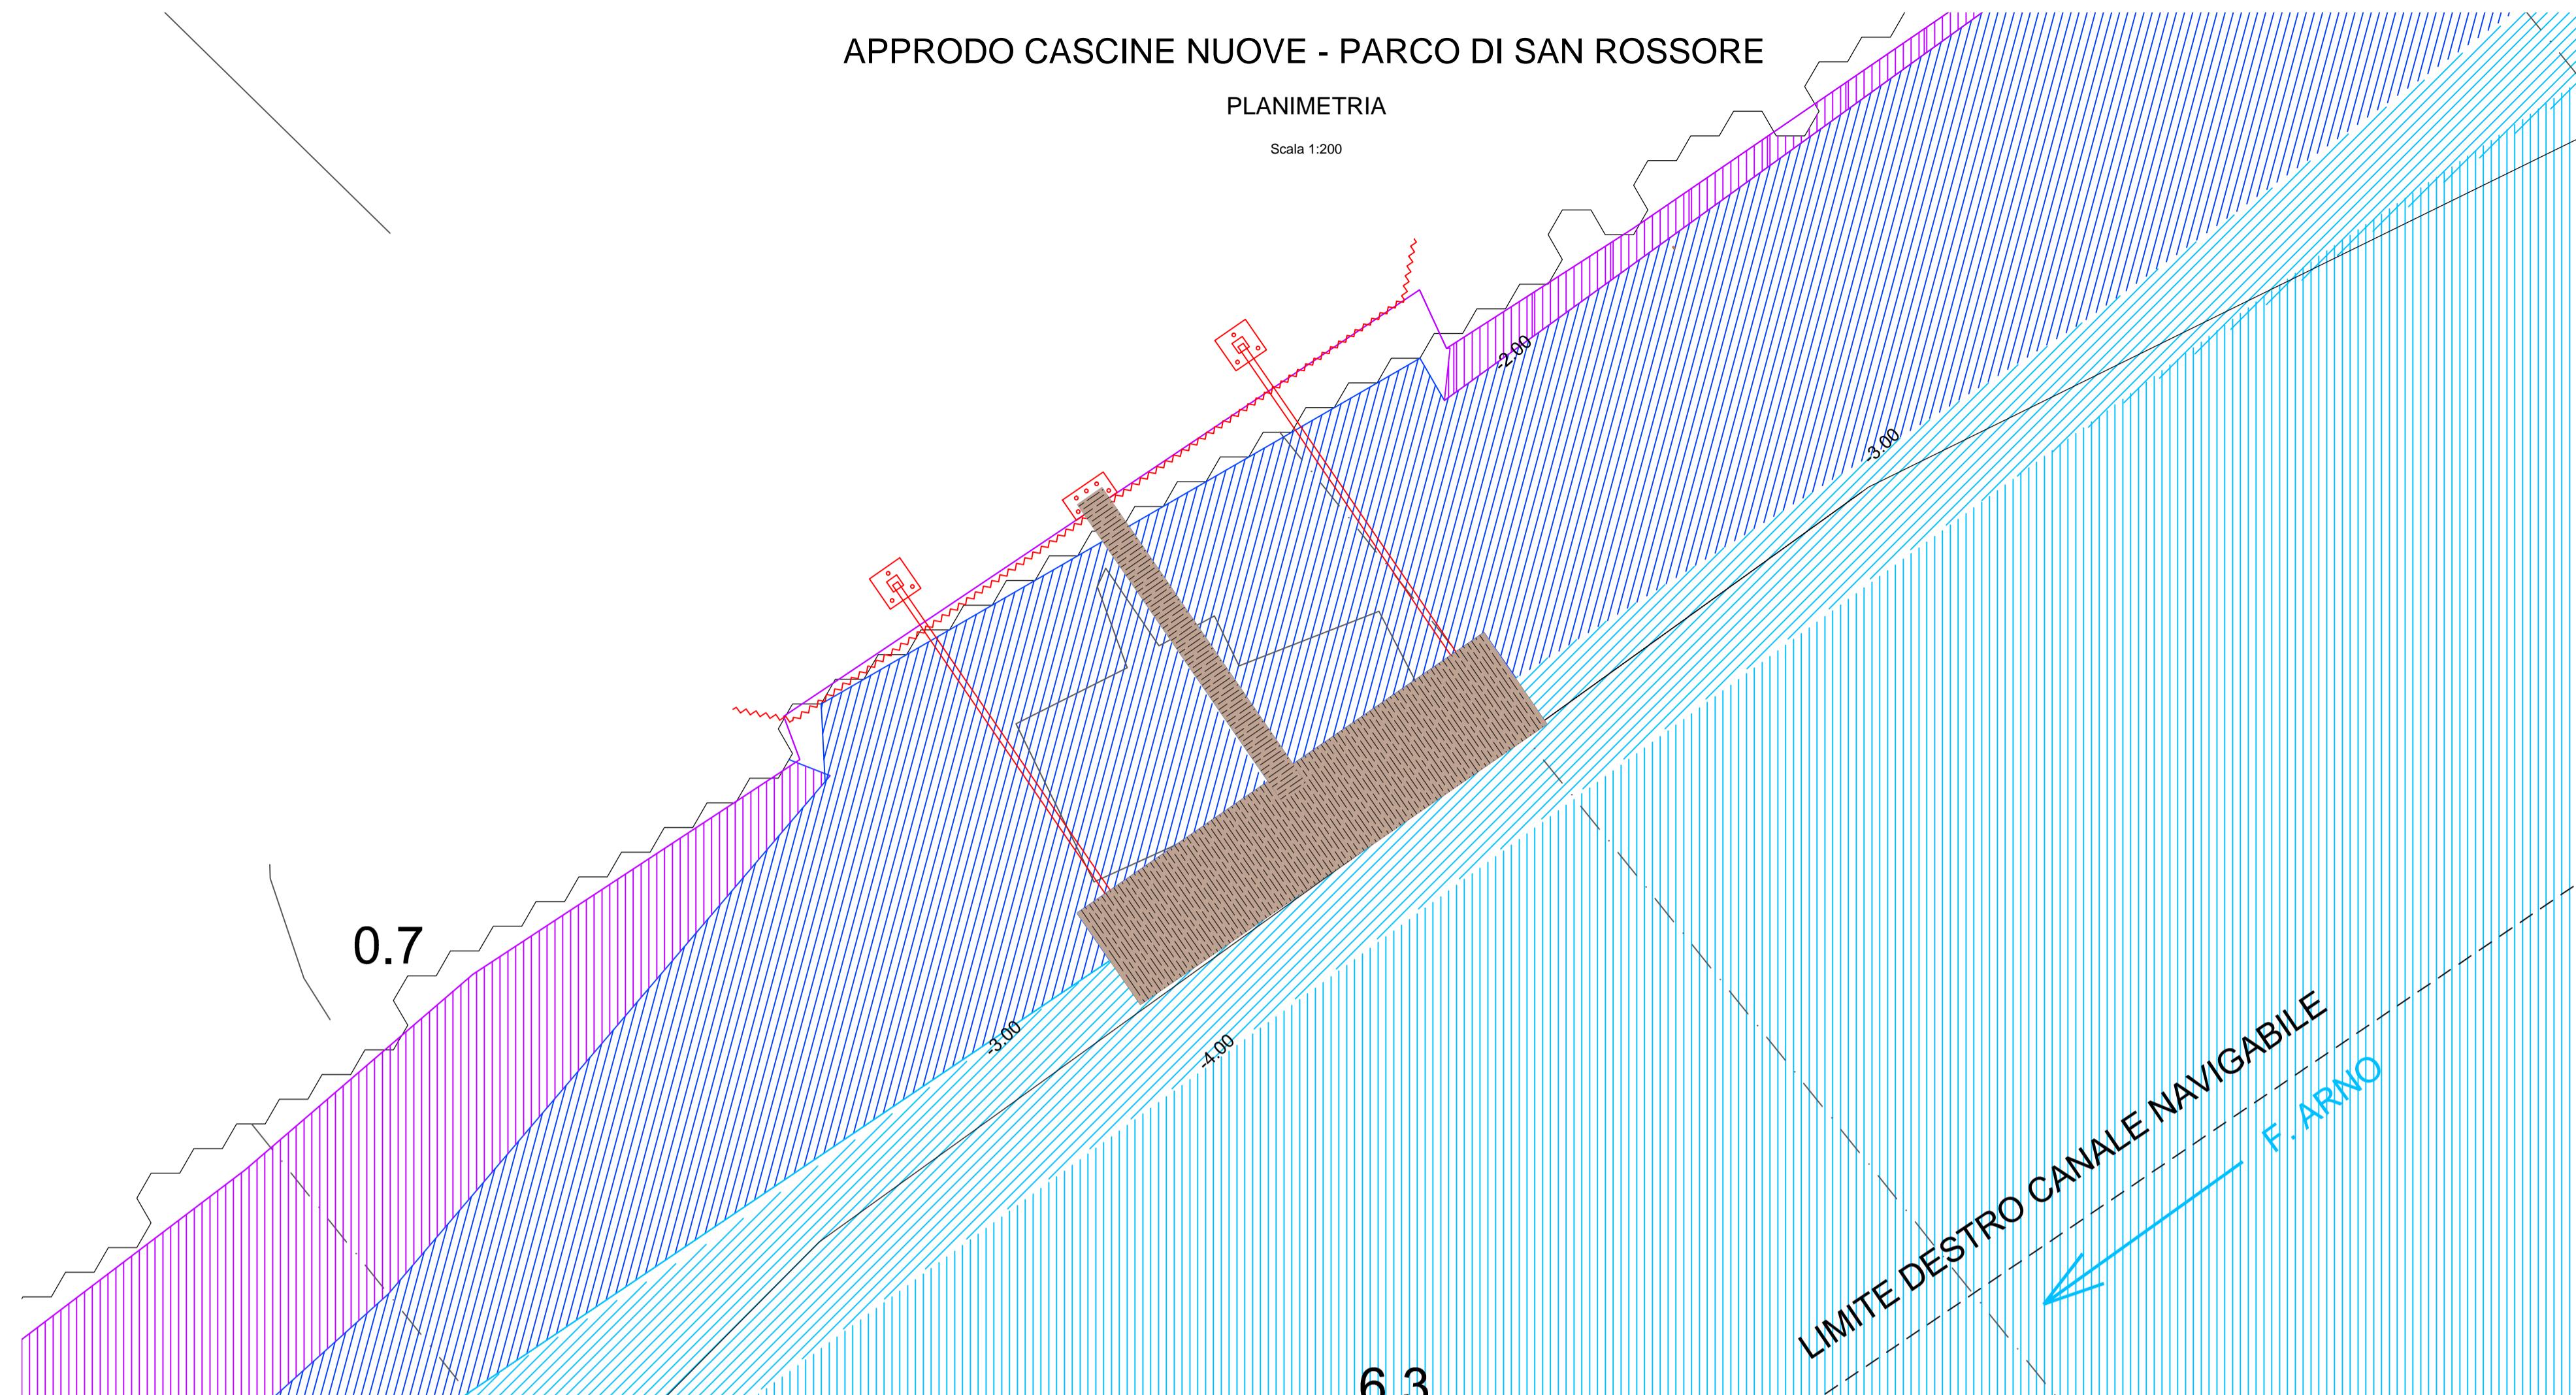 APPRODO CASCINE NUOVE - PARCO DI SAN ROSSORE
PLANIMETRIA
Scala 1:200
-2.00
-3.00
0.7
-3.00
-4.00
LIMITE DESTRO CANALE NAVIGABILE
F. ARNO
6.3